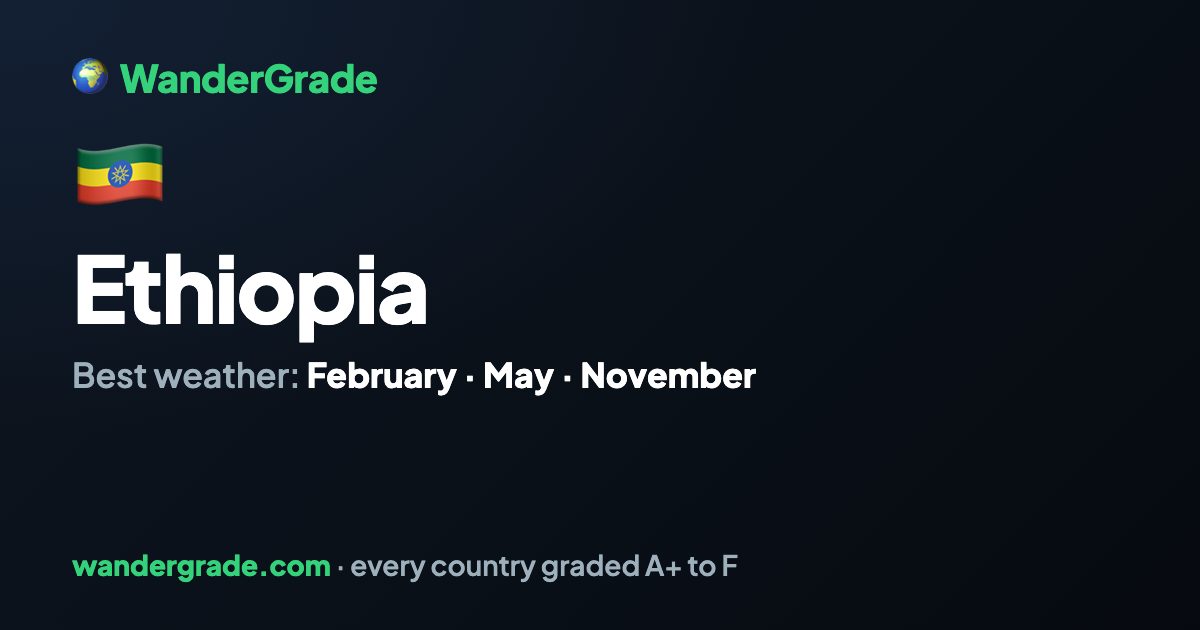 WanderGrade
Ethiopia
Best weather: February · May · November
wandergrade.com · every country graded A+ to F